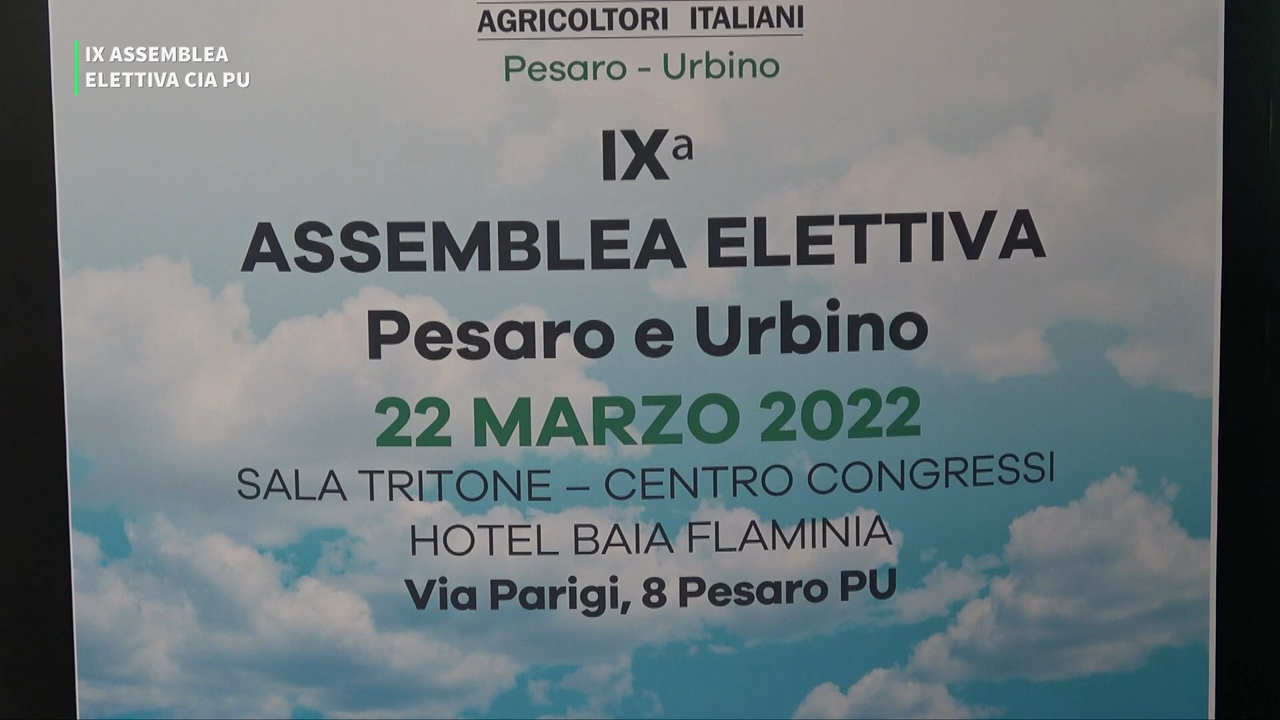 IX ASSEMBLEA
ELETTIVA CIA PU
AGRICOLTORI ITALIANI
Pesaro - Urbino
IXª
ASSEMBLEA ELETTIVA
Pesaro e Urbino
22 MARZO 2022
SALA TRITONE – CENTRO CONGRESSI
HOTEL BAIA FLAMINIA
Via Parigi, 8 Pesaro PU